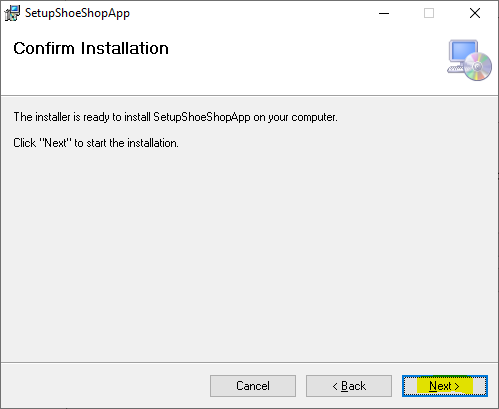 SetupShoeShopApp
Confirm Installation
The installer is ready to install SetupShoeShopApp on your computer.
Click "Next" to start the installation.
Cancel
< Back
Next >